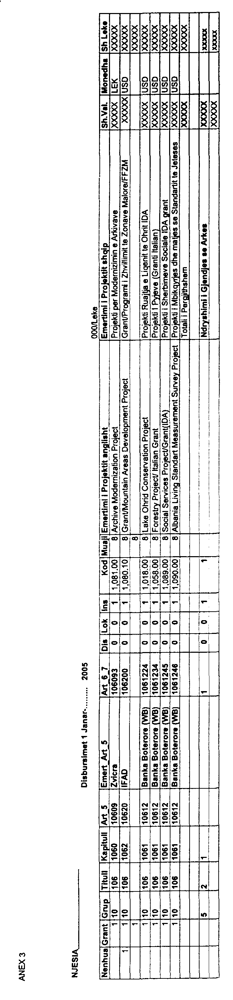 ANEX 3
NJESIA
Disbursimet 1 Janar-......... 2005
000/Leke
Nenhua Grant Grup Titull Kapitull Art_5 Emert_Art_5 Art_6_7 Dis Lok Ins Kod Muaji Emertimi i Projektit anglisht Emertimi i Projektit shqip Sh.Val. Monedha Sh Leke
1 10 106 1060 10609 Zvicra 106093 0 0 1 1,081.00 8 Archive Modernization Project Projekti per Modernizimin e Arkivave XXXXX LEK XXXXX
1 1 10 106 1062 10620 IFAD 106200 0 0 1 1,080.10 8 Grant/Mountain Areas Development Project Grant/Programi i Zhvillimit te Zonave Malore/FFZM XXXXX USD XXXXX
1 8 XXXXX
1 10 106 1061 10612 Banka Boterore (WB) 1061224 0 0 1 1,018.00 8 Lake Ohrid Conservation Project Projekti Ruajtja e Liqenit te Ohrit IDA XXXXX USD XXXXX
1 10 106 1061 10612 Banka Boterore (WB) 1061234 0 0 1 1,058.00 8 Forestry Project/ Italian Grant Projekti I Pyjeve (Granti Italian) XXXXX USD XXXXX
1 10 106 1061 10612 Banka Boterore (WB) 1061245 0 0 1 1,089.00 8 Social Services Project/Grant(IDA) Projekti i Sherbimeve Sociale IDA grant XXXXX USD XXXXX
1 10 106 1061 10612 Banka Boterore (WB) 1061246 0 0 1 1,090.00 8 Albania Living Standart Measurement Survey Project Projekti I Mbikqyrjes dhe matjes se Standartit te Jeteses XXXXX USD XXXXX
Totali i Pergjithshem XXXXX XXXXX
5 2 1 1 0 0 1 1 Ndryshimi i Gjendjes se Arkes XXXXX XXXXX
XXXXX XXXXX